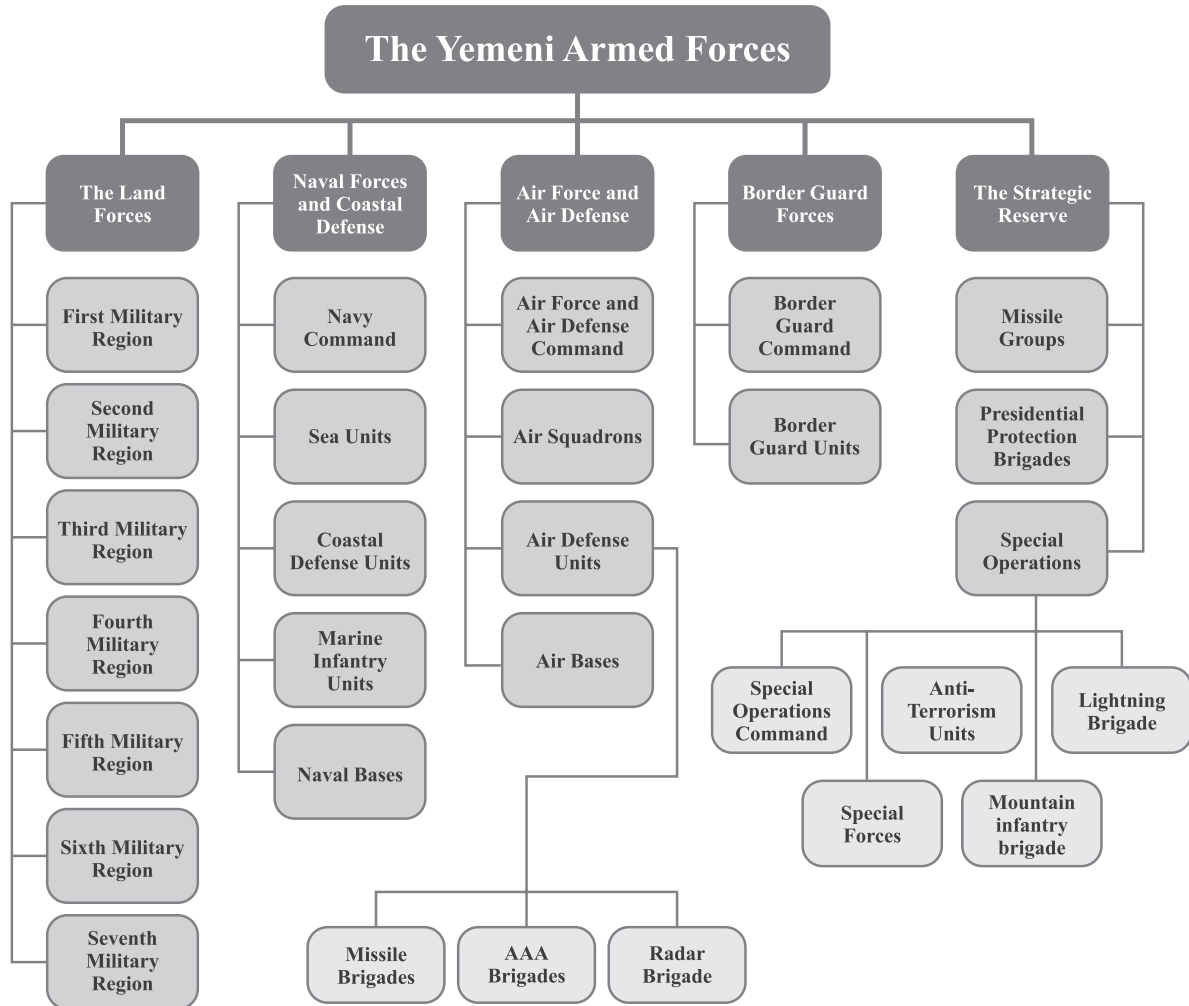 The Yemeni Armed Forces
The Land
Forces
First Military
Region
Second
Military
Region
Third Military
Region
Fourth
Military
Region
Fifth Military
Region
Sixth Military
Region
Seventh
Military
Region
Naval Forces
and Coastal
Defense
Navy
Command
Sea Units
Coastal
Defense Units
Marine
Infantry
Units
Naval Bases
Air Force and
Air Defense
Air Force and
Air Defense
Command
Air Squadrons
Air Defense
Units
Air Bases
Missile
Brigades
AAA
Brigades
Radar
Brigade
Border Guard
Forces
Border
Guard
Command
Border
Guard Units
The Strategic
Reserve
Missile
Groups
Presidential
Protection
Brigades
Special
Operations
Special
Operations
Command
Special
Forces
Anti-
Terrorism
Units
Mountain
infantry
brigade
Lightning
Brigade